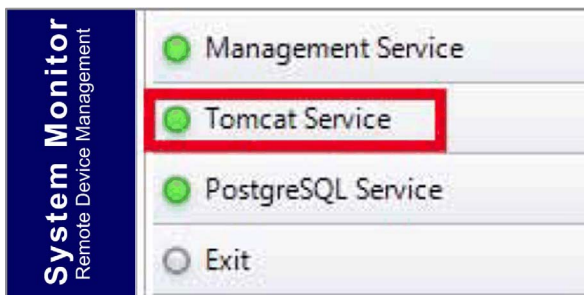 System Monitor
Remote Device Management
Management Service
Tomcat Service
PostgreSQL Service
Exit